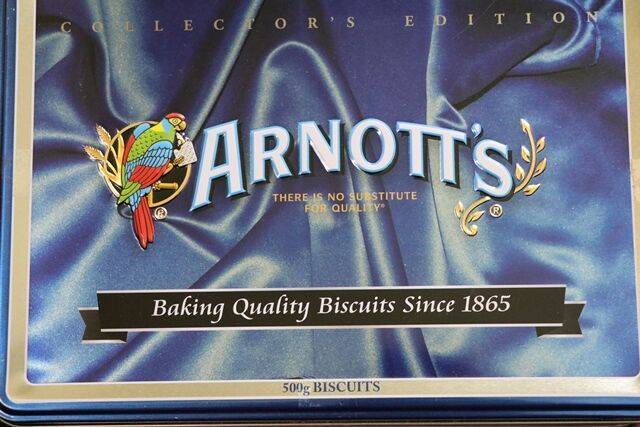 COLLECTOR'S EDITION
ARNOTT'S
THERE IS NO SUBSTITUTE
FOR QUALITY®
®
Baking Quality Biscuits Since 1865
500g BISCUITS